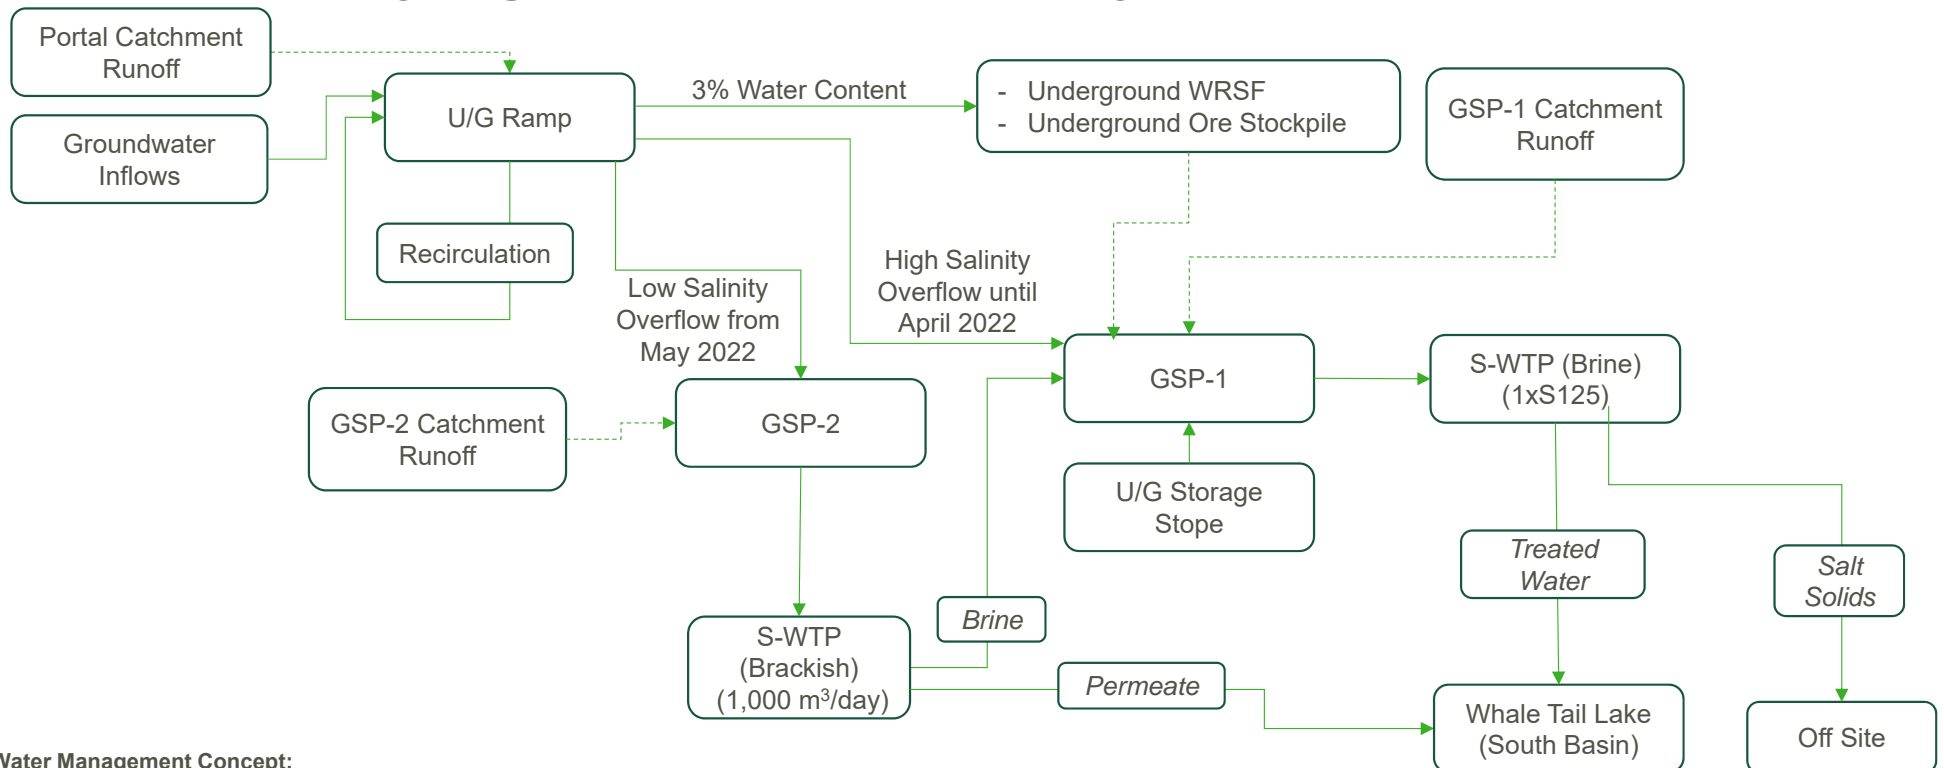 Portal Catchment
Runoff
Groundwater
Inflows
U/G Ramp
3% Water Content
- Underground WRSF
- Underground Ore Stockpile
GSP-1 Catchment
Runoff
Recirculation
Low Salinity
Overflow from
May 2022
High Salinity
Overflow until
April 2022
GSP-2 Catchment
Runoff
GSP-2
GSP-1
S-WTP (Brine)
(1xS125)
U/G Storage
Stope
Treated
Water
Salt
Solids
Brine
S-WTP
(Brackish)
(1,000 m³/day)
Permeate
Whale Tail Lake
(South Basin)
Off Site
Water Management Concept: